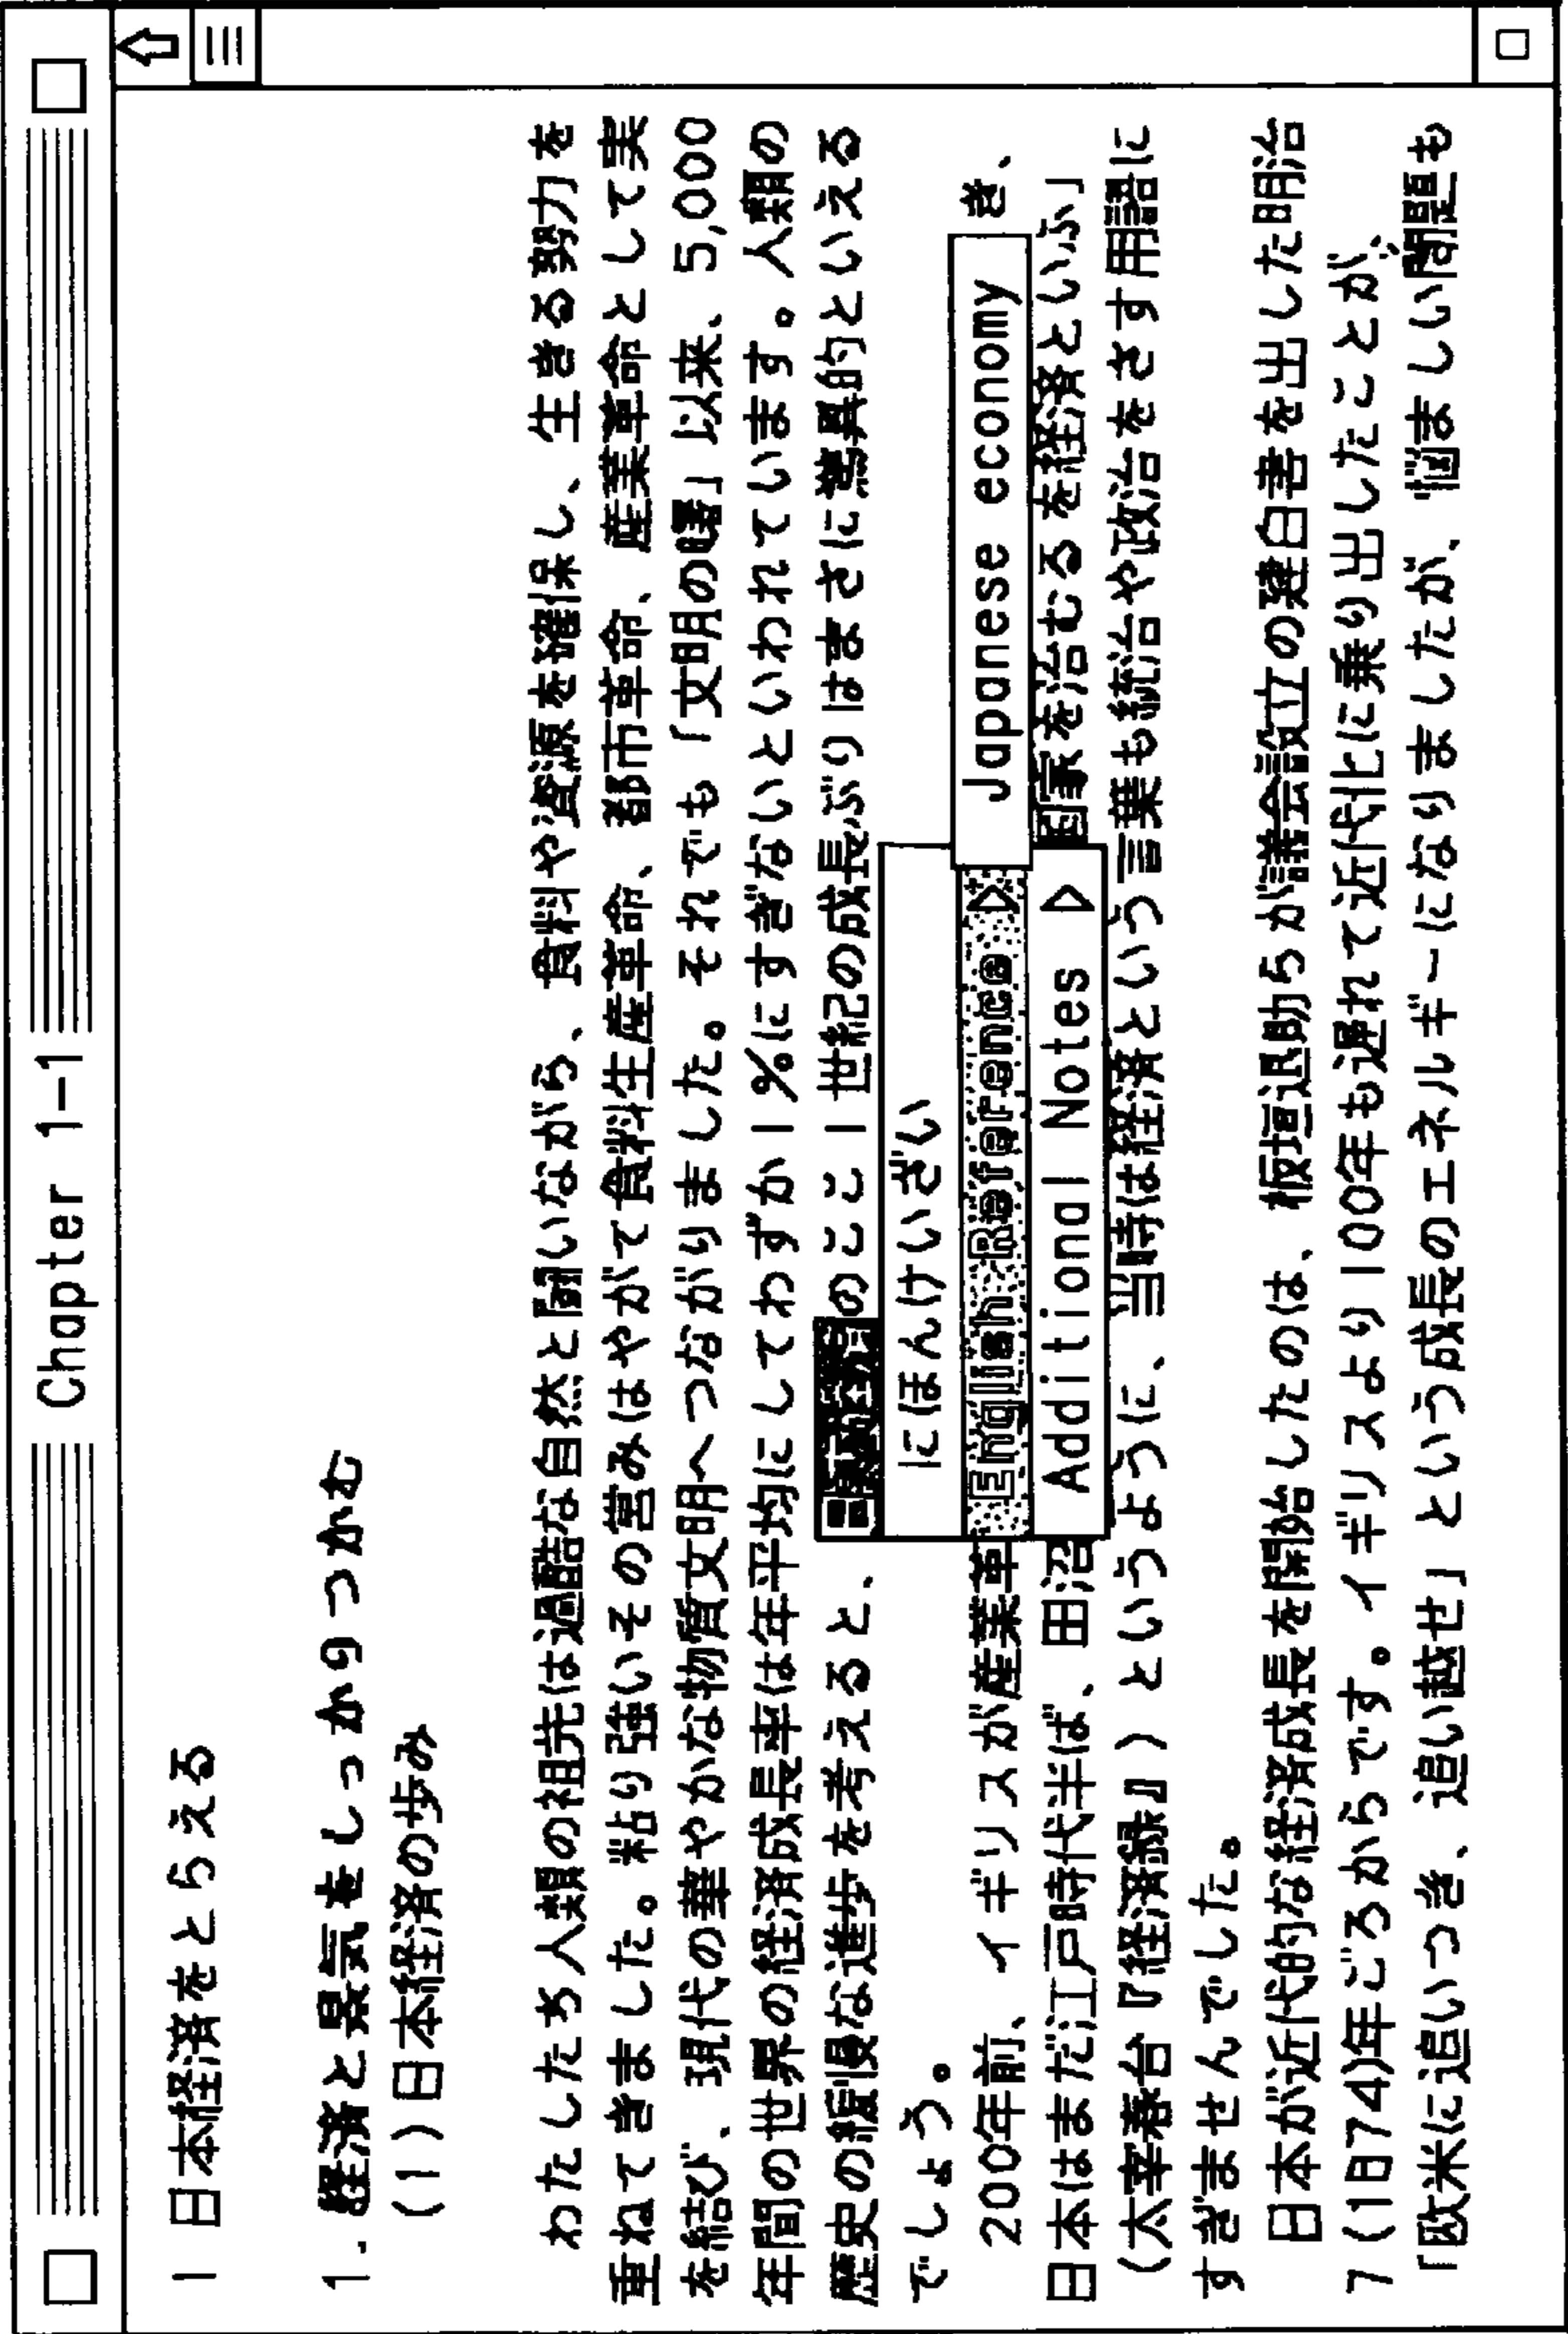 Chapter 1-1
1 日本経済をとらえる
1. 経済と景気をしっかりつかむ
(1)日本経済の歩み
わたしたち人類の祖先は過酷な自然と闘いながら、食料や資源を確保し、生きる努力を
重ねてきました。粘り強いその営みはやがて食料生産革命、都市革命、産業革命として実
を結び、現代の華やかな物質文明へつながりました。それでも「文明の曙」以来、5,000
年間の世界の経済成長率は年平均にしてわずか1%にすぎないといわれています。人類の
歴史の緩慢な進歩を考えると、日本経済のここ1世紀の成長ぶりはまさに驚異的といえる
でしょう。
にほんけいざい
200年前、イギリスが産業革 English Reference ▷ Japanese economy き、
日本はまだ江戸時代半ば、田沼 Additional Notes ▷ 国家を治むるを経済といふ」
(太宰春台『経済録』)というように、当時は経済という言葉も統治や政治をさす用語に
すぎませんでした。
日本が近代的な経済成長を開始したのは、板垣退助らが議会設立の建白書を出した明治
7(1874)年ごろからです。イギリスより100年も遅れて近代化に乗り出したことが、
「欧米に追いつき、追い越せ」という成長のエネルギーになりましたが、悩ましい問題も